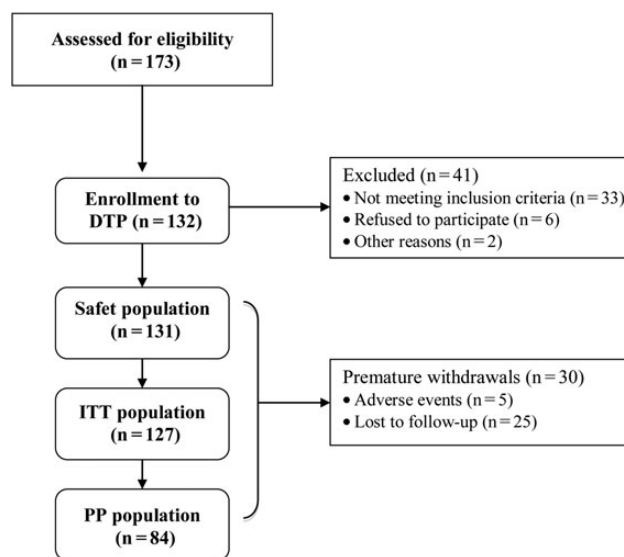 Assessed for eligibility
(n = 173)
Enrollment to
DTP (n = 132)
Excluded (n = 41)
• Not meeting inclusion criteria (n = 33)
• Refused to participate (n = 6)
• Other reasons (n = 2)
Safet population
(n = 131)
ITT population
(n = 127)
Premature withdrawals (n = 30)
• Adverse events (n = 5)
• Lost to follow-up (n = 25)
PP population
(n = 84)